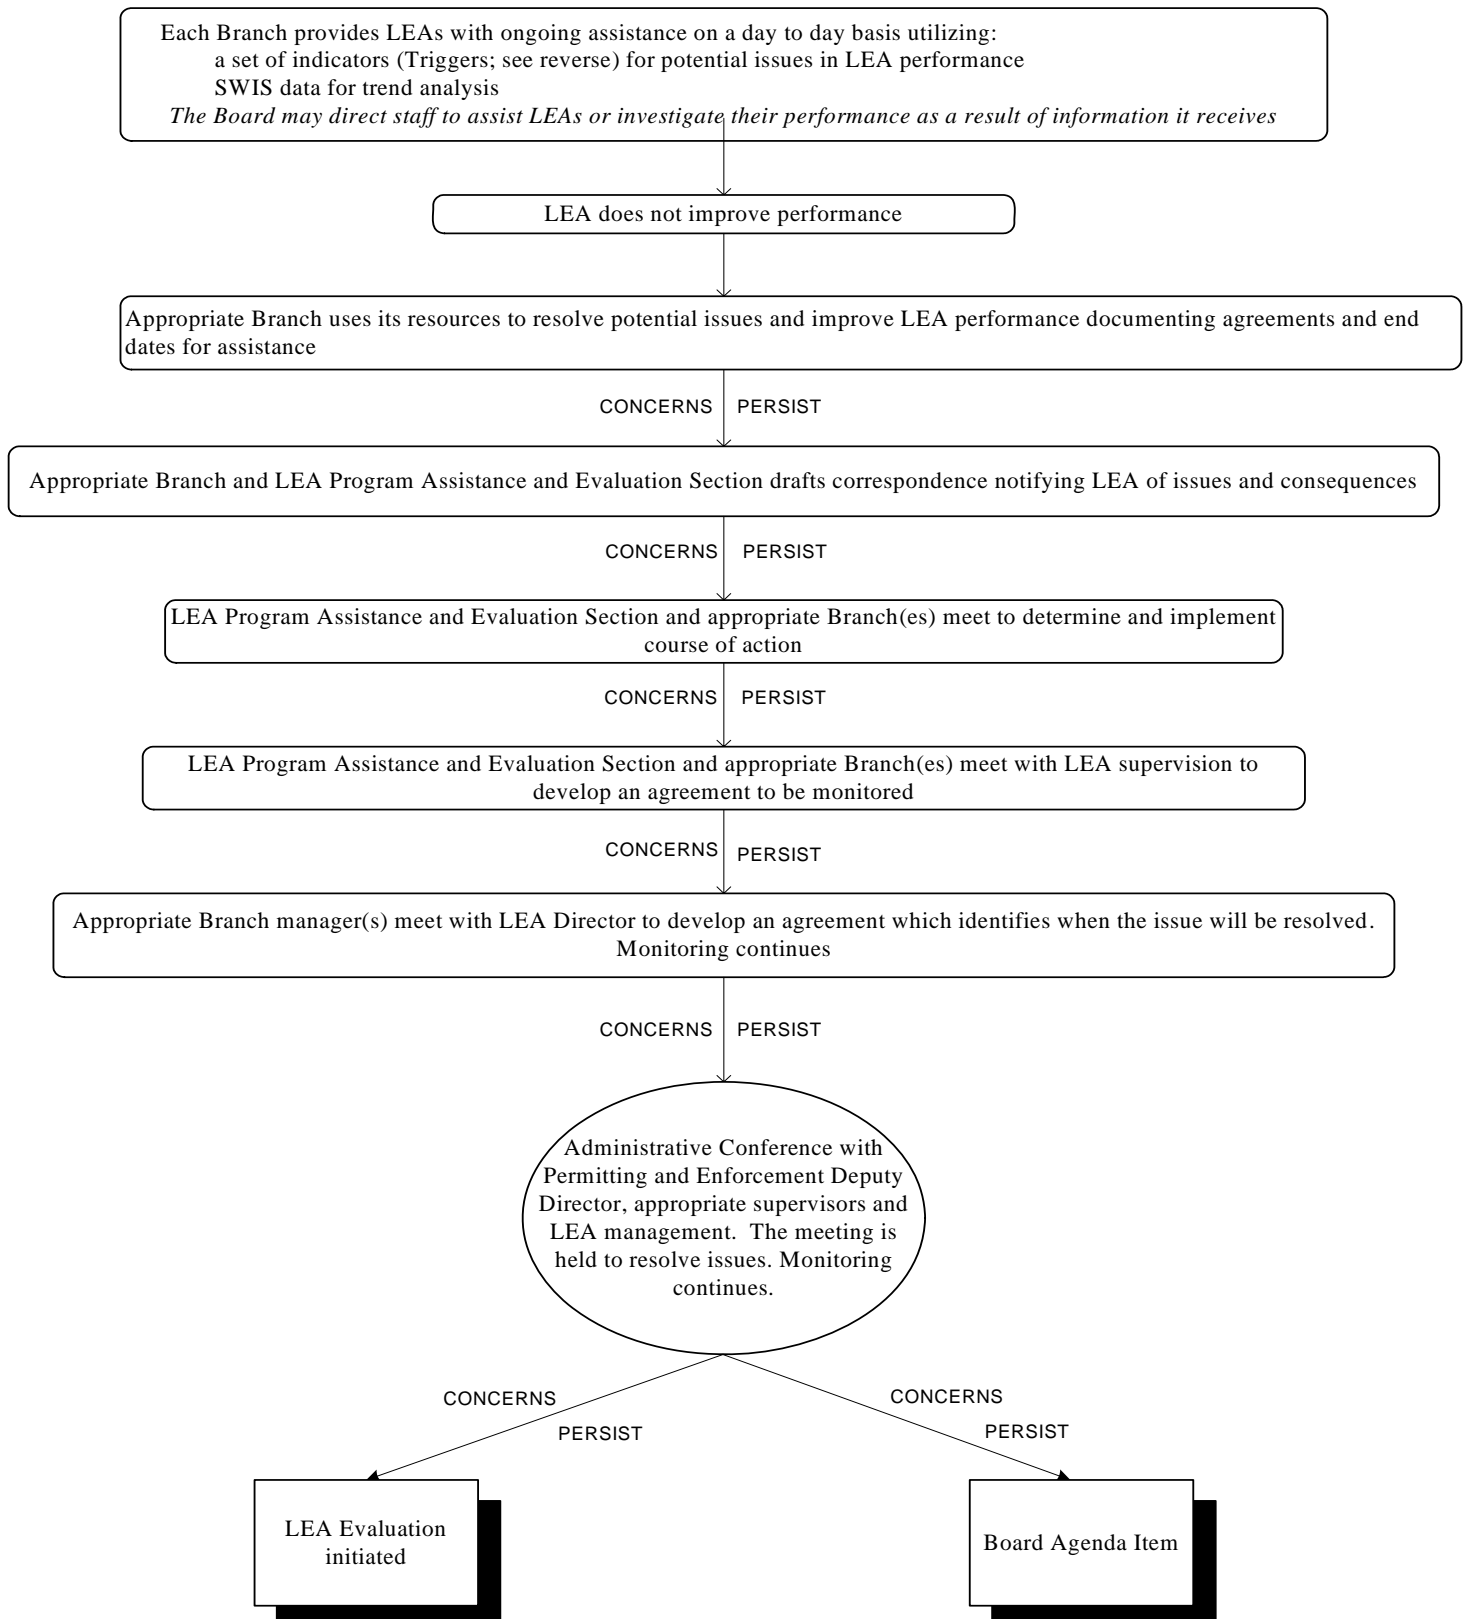 Each Branch provides LEAs with ongoing assistance on a day to day basis utilizing:
a set of indicators (Triggers; see reverse) for potential issues in LEA performance
SWIS data for trend analysis
The Board may direct staff to assist LEAs or investigate their performance as a result of information it receives
LEA does not improve performance
Appropriate Branch uses its resources to resolve potential issues and improve LEA performance documenting agreements and end
dates for assistance
CONCERNS PERSIST
Appropriate Branch and LEA Program Assistance and Evaluation Section drafts correspondence notifying LEA of issues and consequences
CONCERNS PERSIST
LEA Program Assistance and Evaluation Section and appropriate Branch(es) meet to determine and implement
course of action
CONCERNS PERSIST
LEA Program Assistance and Evaluation Section and appropriate Branch(es) meet with LEA supervision to
develop an agreement to be monitored
CONCERNS PERSIST
Appropriate Branch manager(s) meet with LEA Director to develop an agreement which identifies when the issue will be resolved.
Monitoring continues
CONCERNS PERSIST
Administrative Conference with
Permitting and Enforcement Deputy
Director, appropriate supervisors and
LEA management.  The meeting is
held to resolve issues. Monitoring
continues.
CONCERNS
PERSIST
CONCERNS
PERSIST
LEA Evaluation
initiated
Board Agenda Item